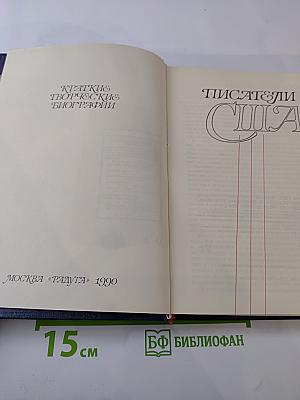 КРАТКИЕ
ТВОРЧЕСКИЕ
БИОГРАФИИ
МОСКВА «РАДУГА» 1990
ПИСАТЕЛИ
США
15 см
БФ БИБЛИОФАН